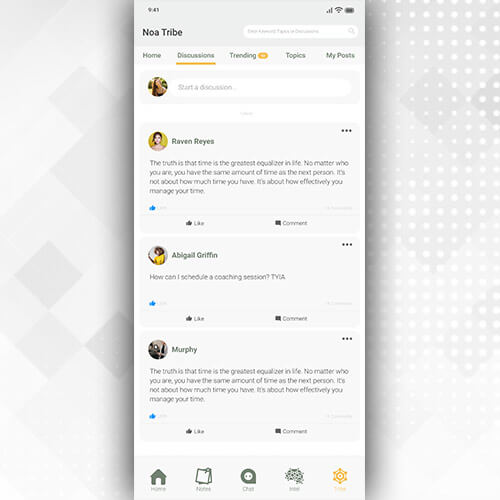 9:41
Noa Tribe
Enter Keyword Topics or Discussions
Home Discussions Trending Topics My Posts
Start a discussion...
Raven Reyes
The truth is that time is the greatest equalizer in life. No matter who
you are, you have the same amount of time as the next person. It's
not about how much time you have. It's about how effectively you
manage your time.
Like Comment
Abigail Griffin
How can I schedule a coaching session? TYIA
Like Comment
Murphy
The truth is that time is the greatest equalizer in life. No matter who
you are, you have the same amount of time as the next person. It's
not about how much time you have. It's about how effectively you
manage your time.
Like Comment
Home Notes Chat Intel Tribe